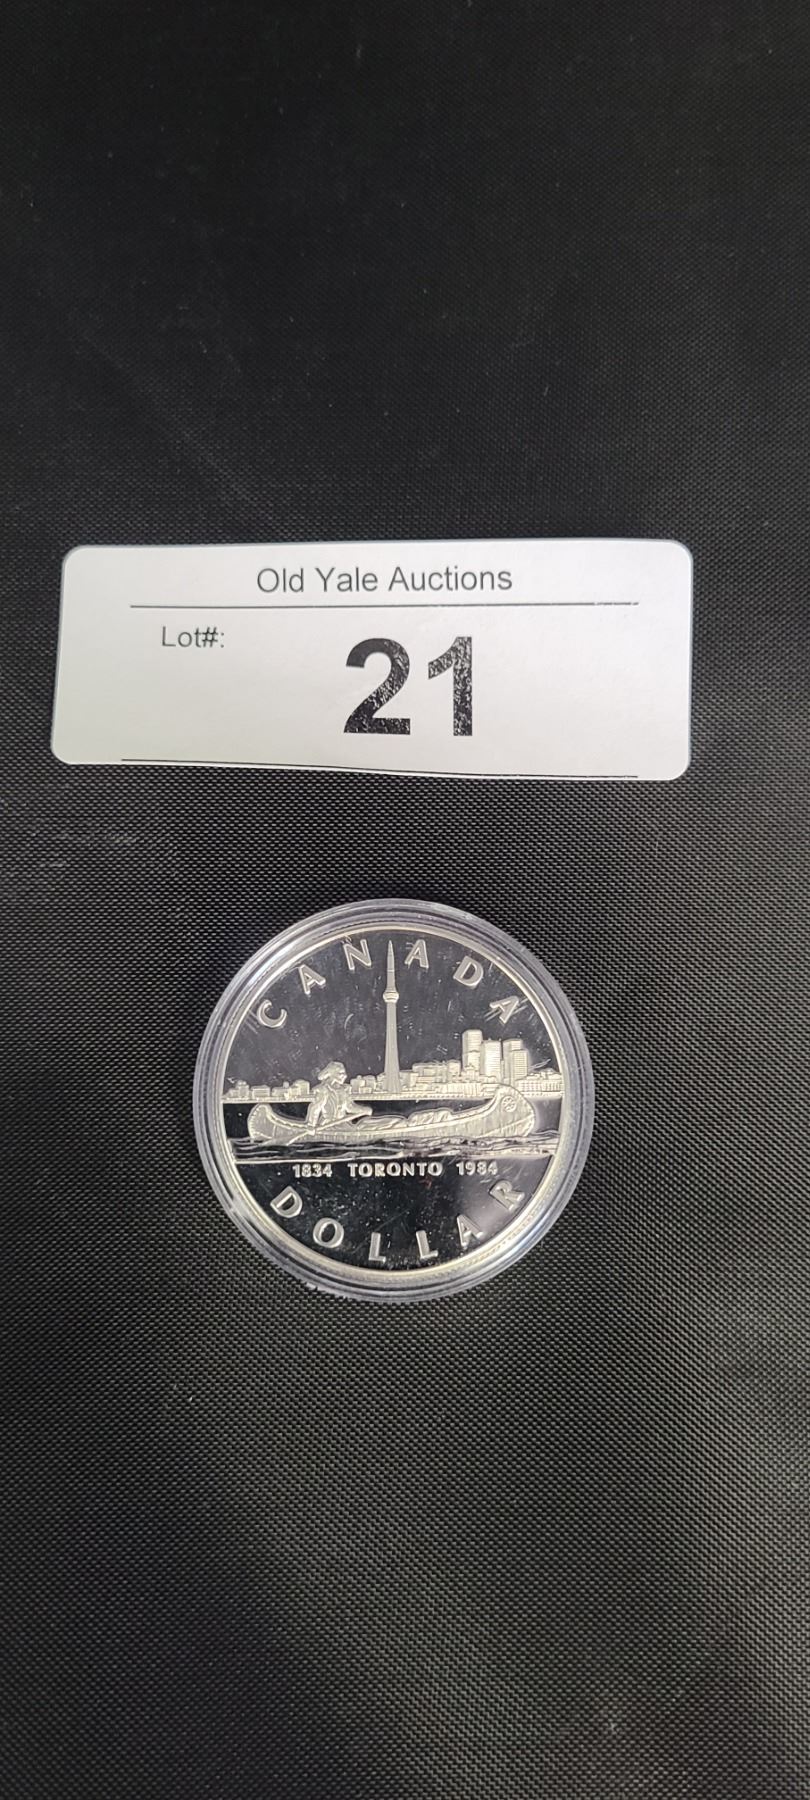 Old Yale Auctions
Lot#:
21
CANADA
1834 TORONTO 1984
DOLLAR